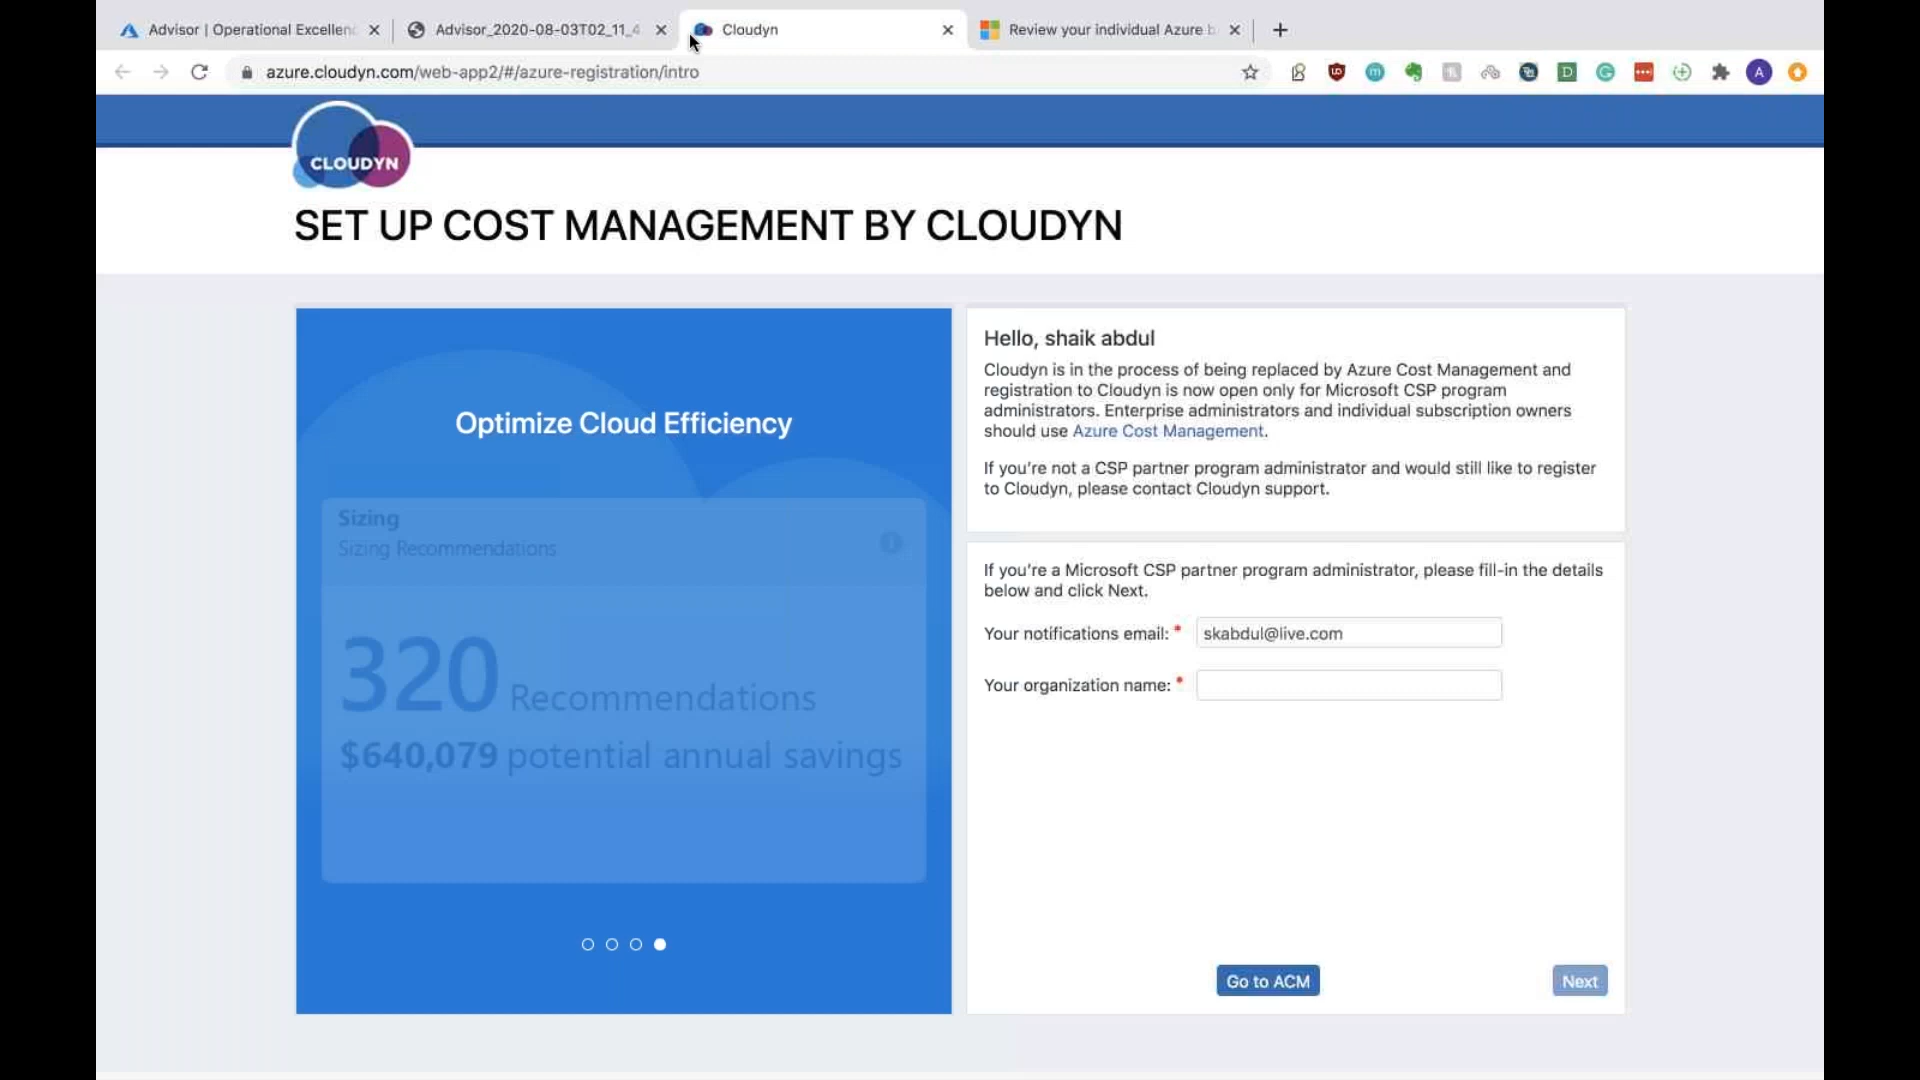 Advisor | Operational Excellenc
Advisor_2020-08-03T02_11_4
Cloudyn
Review your individual Azure b
azure.cloudyn.com/web-app2/#/azure-registration/intro
CLOUDYN
SET UP COST MANAGEMENT BY CLOUDYN
Optimize Cloud Efficiency
Sizing
Sizing Recommendations
320 Recommendations
$640,079 potential annual savings
Hello, shaik abdul
Cloudyn is in the process of being replaced by Azure Cost Management and
registration to Cloudyn is now open only for Microsoft CSP program
administrators. Enterprise administrators and individual subscription owners
should use Azure Cost Management.
If you're not a CSP partner program administrator and would still like to register
to Cloudyn, please contact Cloudyn support.
If you're a Microsoft CSP partner program administrator, please fill-in the details
below and click Next.
Your notifications email: * skabdul@live.com
Your organization name: *
Go to ACM
Next